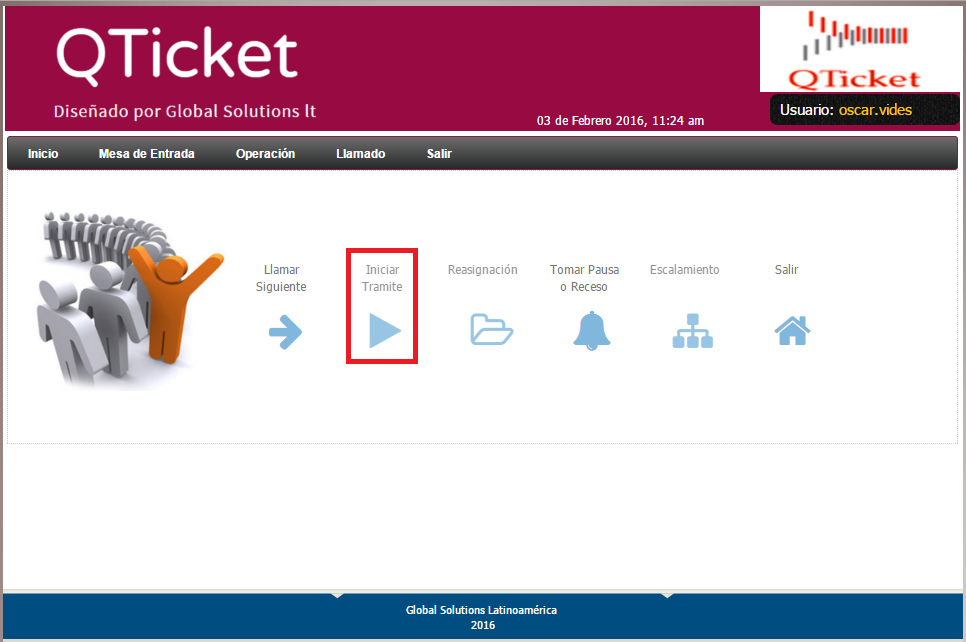 QTicket
Diseñado por Global Solutions lt
03 de Febrero 2016, 11:24 am
QTicket
Usuario: oscar.vides
Inicio Mesa de Entrada Operación Llamado Salir
Llamar
Siguiente
Iniciar
Tramite
Reasignación
Tomar Pausa
o Receso
Escalamiento
Salir
Global Solutions Latinoamérica
2016